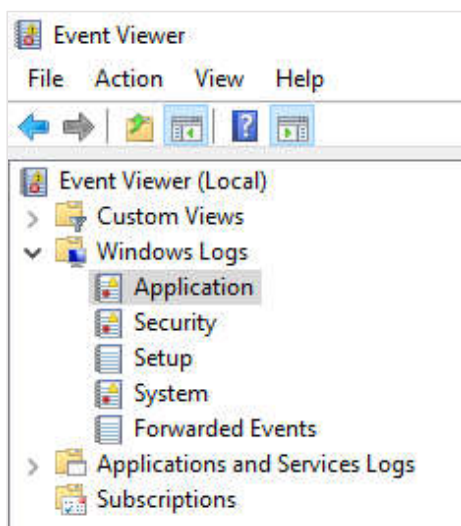 Event Viewer
File Action View Help
Event Viewer (Local)
Custom Views
Windows Logs
Application
Security
Setup
System
Forwarded Events
Applications and Services Logs
Subscriptions